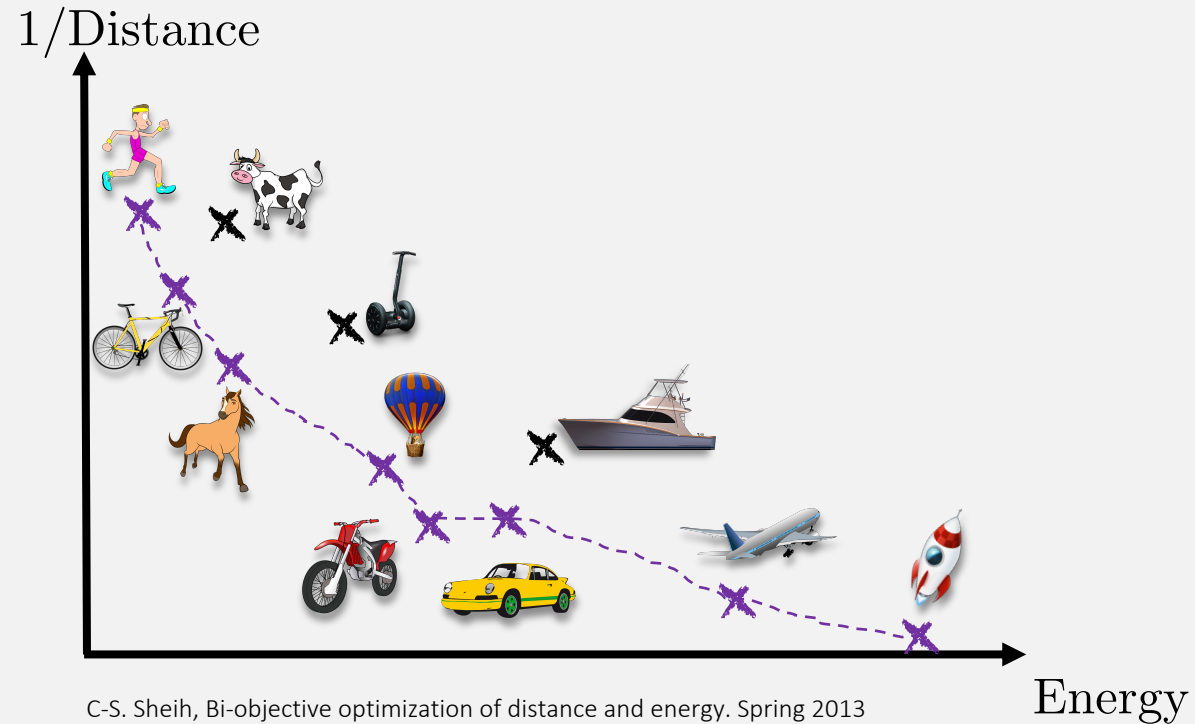 1/Distance
Energy
C-S. Sheih, Bi-objective optimization of distance and energy. Spring 2013